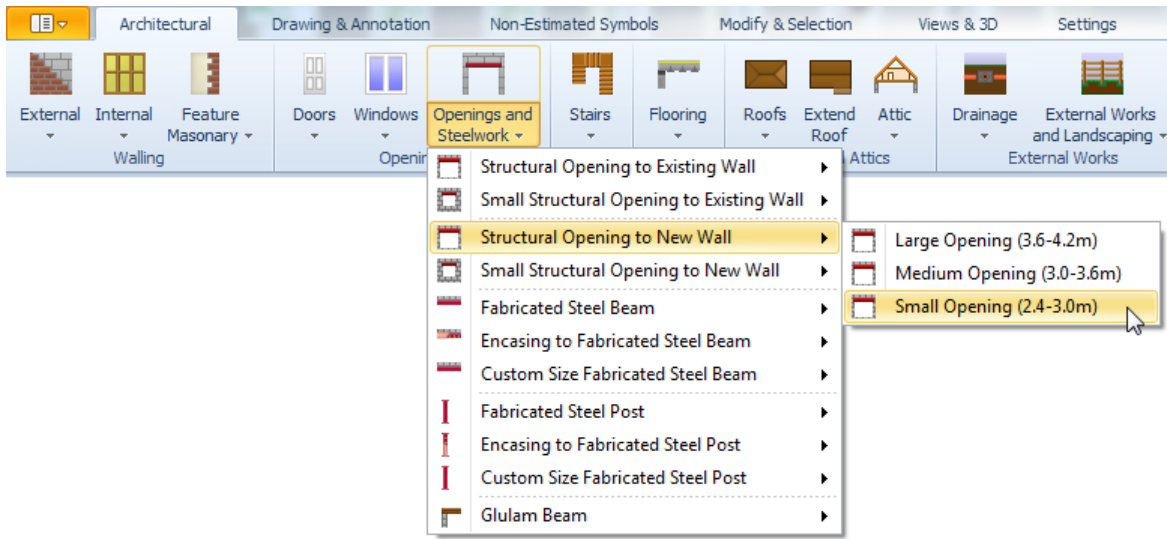 Architectural Drawing & Annotation Non-Estimated Symbols Modify & Selection Views & 3D Settings
External Internal Feature Masonary Doors Windows Openings and Steelwork Stairs Flooring Roofs Extend Roof Attic Drainage External Works and Landscaping
Walling Attics External Works
Structural Opening to Existing Wall
Small Structural Opening to Existing Wall
Structural Opening to New Wall
Small Structural Opening to New Wall
Fabricated Steel Beam
Encasing to Fabricated Steel Beam
Custom Size Fabricated Steel Beam
Fabricated Steel Post
Encasing to Fabricated Steel Post
Custom Size Fabricated Steel Post
Glulam Beam
Large Opening (3.6-4.2m)
Medium Opening (3.0-3.6m)
Small Opening (2.4-3.0m)